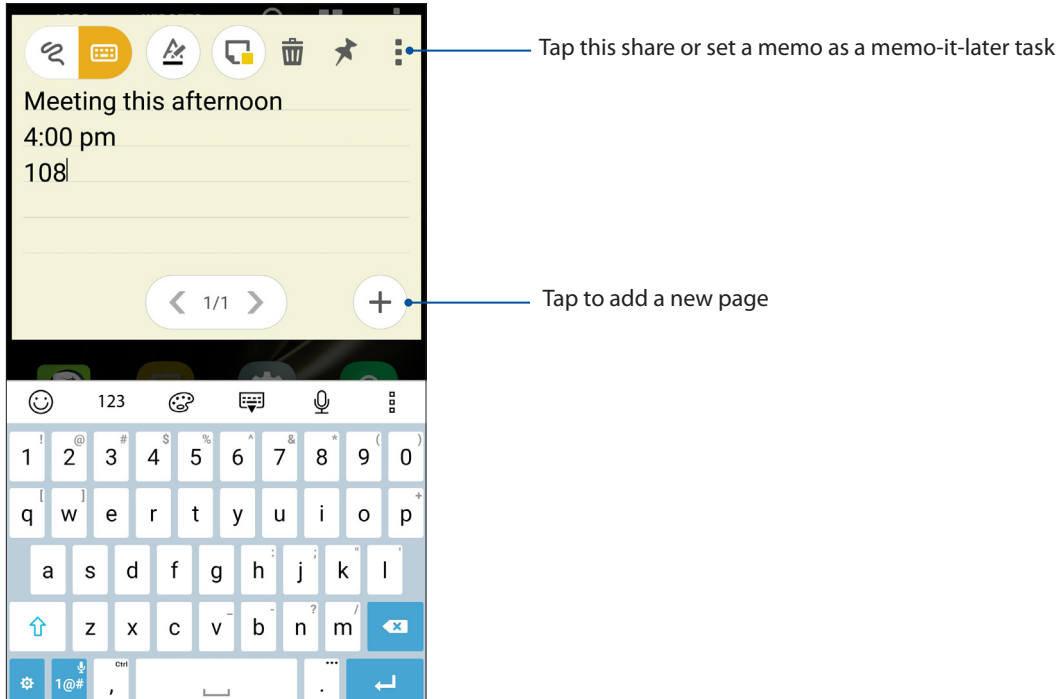 Tap this share or set a memo as a memo-it-later task
Meeting this afternoon
4:00 pm
108
1/1
Tap to add a new page
123
! @ # $ % ^ & * ( )
1 2 3 4 5 6 7 8 9 0
[ ] +
q w e r t y u i o p
: ; " '
a s d f g h j k l
_ - ? /
z x c v b n m
Ctrl ...
1@# , .